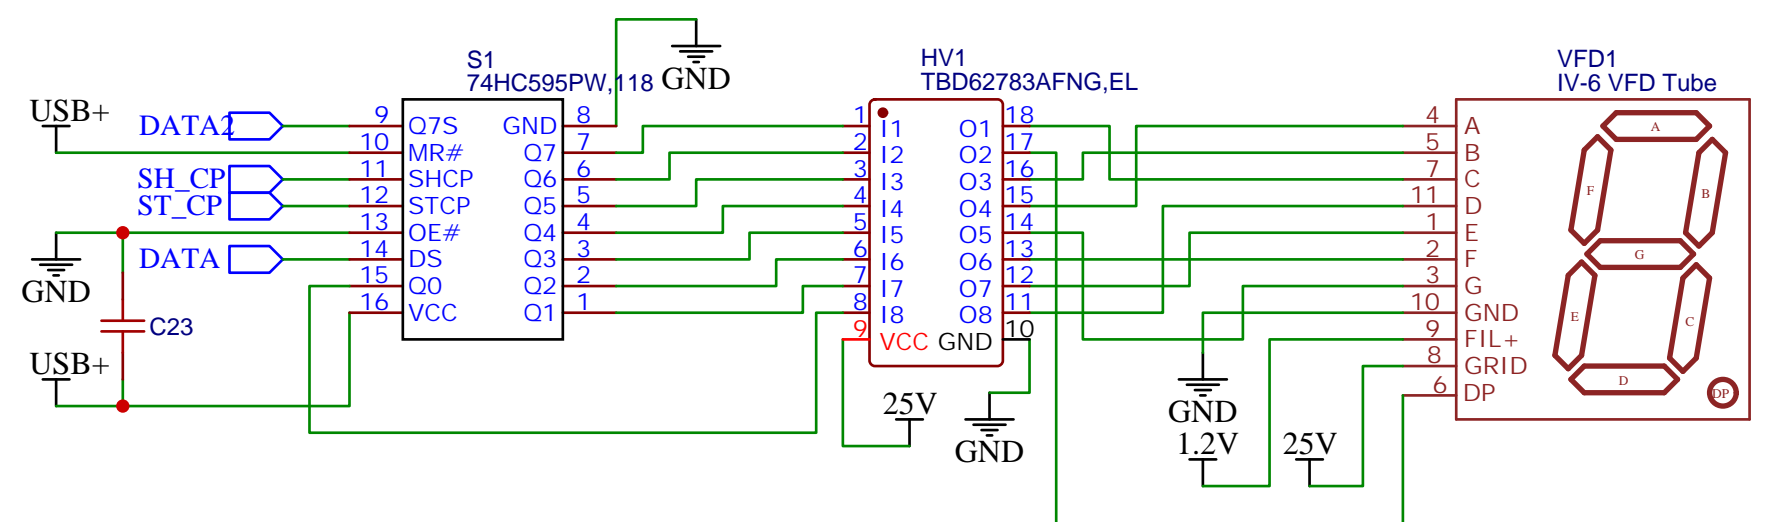 S1
74HC595PW,118
GND
USB+
DATA2
SH_CP
ST_CP
DATA
GND
C23
USB+
9 Q7S GND 8
10 MR# Q7 7
11 SHCP Q6 6
12 STCP Q5 5
13 OE# Q4 4
14 DS Q3 3
15 Q0 Q2 2
16 VCC Q1 1
HV1
TBD62783AFNG,EL
1 I1 O1 18
2 I2 O2 17
3 I3 O3 16
4 I4 O4 15
5 I5 O5 14
6 I6 O6 13
7 I7 O7 12
8 I8 O8 11
9 VCC GND 10
25V
GND
GND
1.2V
25V
VFD1
IV-6 VFD Tube
4 A
5 B
7 C
11 D
1 E
2 F
3 G
10 GND
9 FIL+
8 GRID
6 DP
A
F
B
G
E
C
D
DP